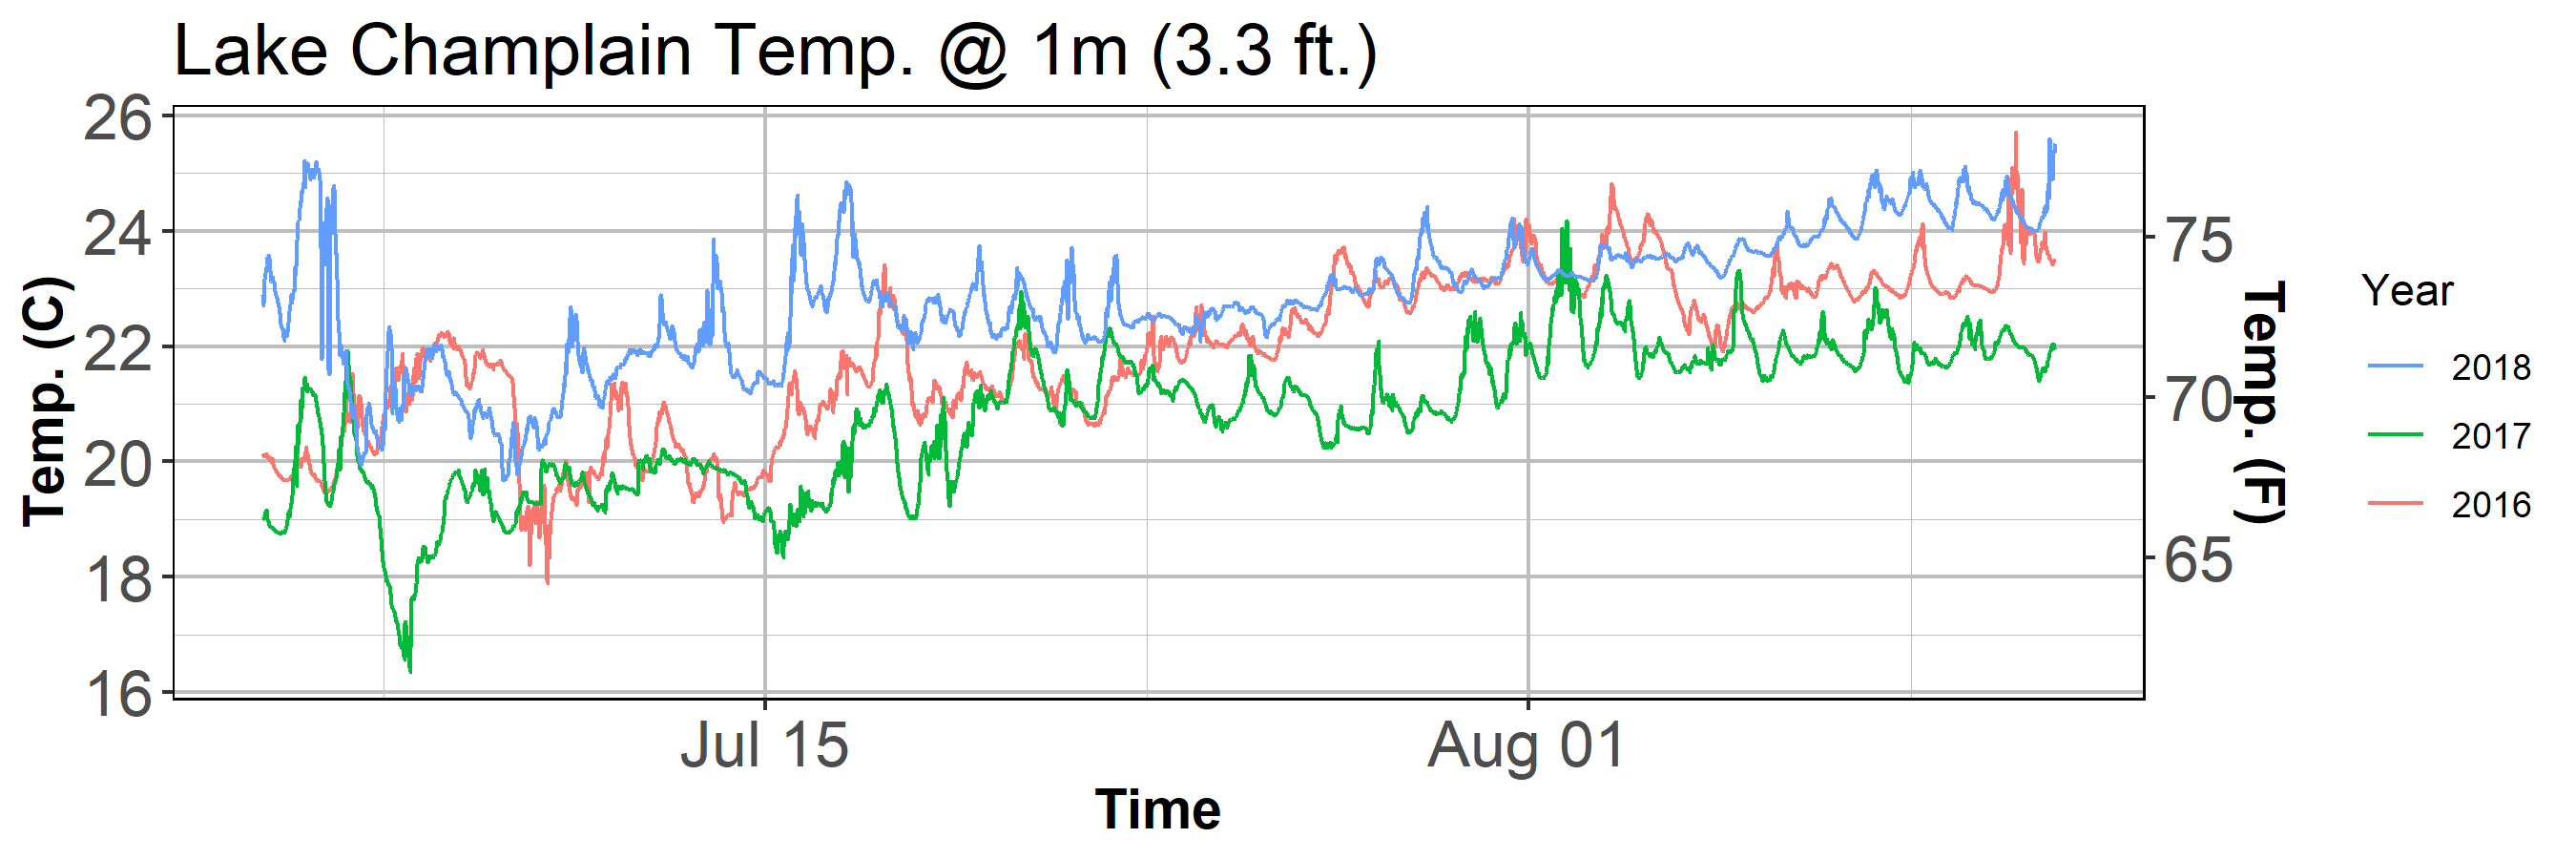 Lake Champlain Temp. @ 1m (3.3 ft.)
26
24
22
20
18
16
Temp. (C)
75
70
65
Temp. (F)
Jul 15
Aug 01
Time
Year
2018
2017
2016